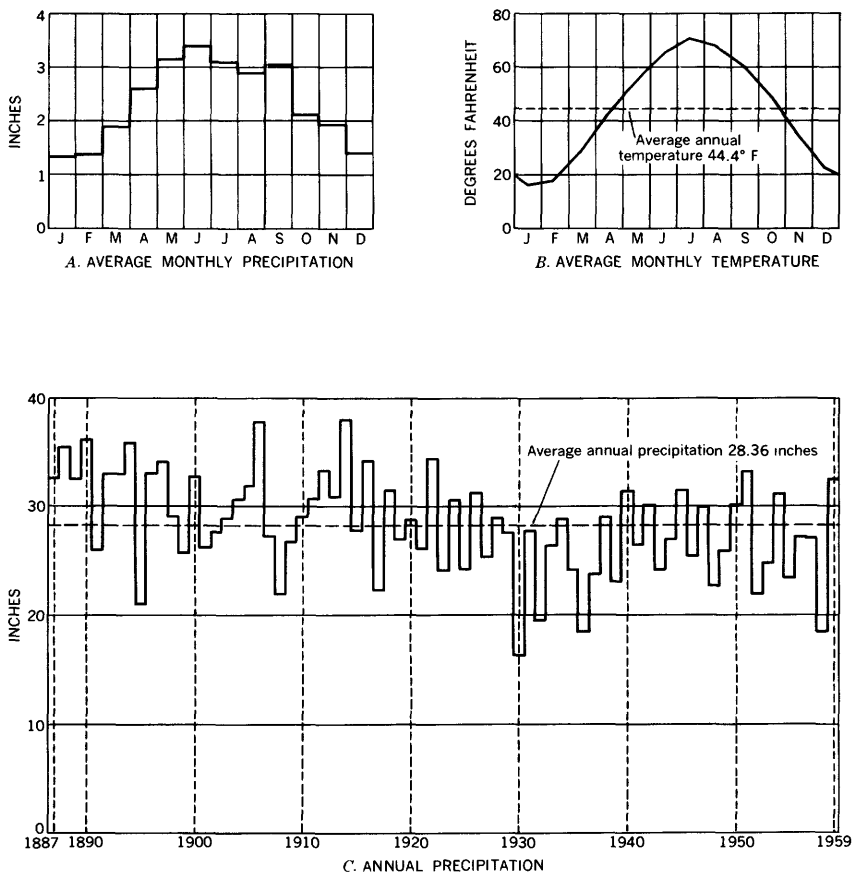 4
3
2
1
0
INCHES
J F M A M J J A S O N D
A. AVERAGE MONTHLY PRECIPITATION
80
60
40
20
0
DEGREES FAHRENHEIT
Average annual
temperature 44.4° F
J F M A M J J A S O N D
B. AVERAGE MONTHLY TEMPERATURE
40
30
20
10
0
INCHES
Average annual precipitation 28.36 inches
1887 1890 1900 1910 1920 1930 1940 1950 1959
C. ANNUAL PRECIPITATION